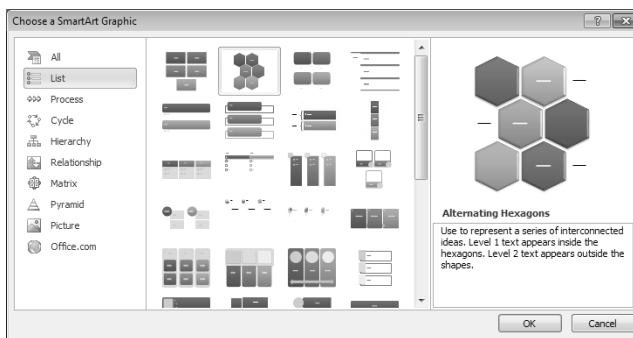 Choose a SmartArt Graphic
All
List
Process
Cycle
Hierarchy
Relationship
Matrix
Pyramid
Picture
Office.com
Alternating Hexagons
Use to represent a series of interconnected
ideas. Level 1 text appears inside the
hexagons. Level 2 text appears outside the
shapes.
OK
Cancel